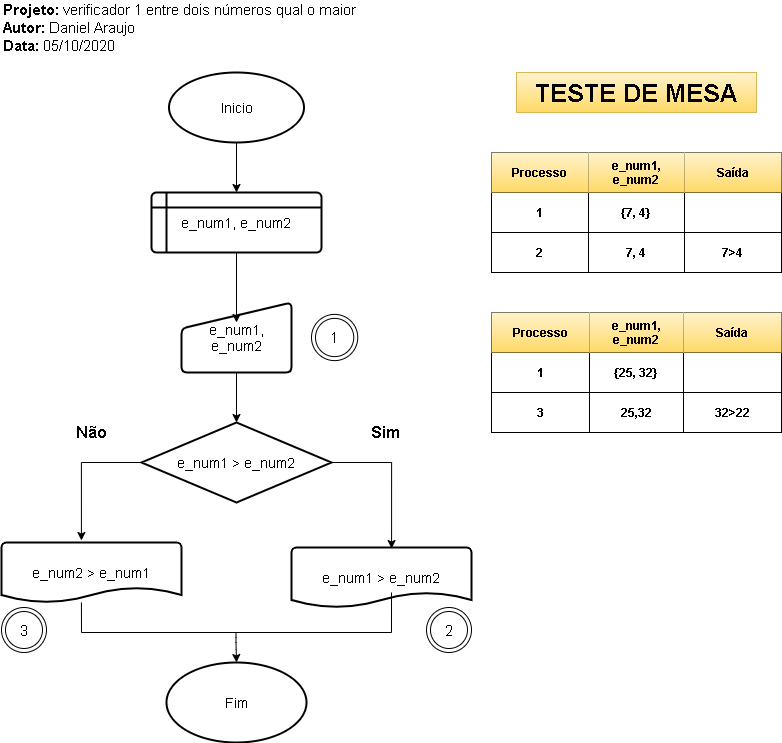 Projeto: verificador 1 entre dois números qual o maior
Autor: Daniel Araujo
Data: 05/10/2020
Inicio
e_num1, e_num2
e_num1,
e_num2
1
Não
Sim
e_num1 > e_num2
e_num2 > e_num1
3
e_num1 > e_num2
2
Fim
TESTE DE MESA
Processo
e_num1,
e_num2
Saída
1
{7, 4}
2
7, 4
7>4
Processo
e_num1,
e_num2
Saída
1
{25, 32}
3
25,32
32>22